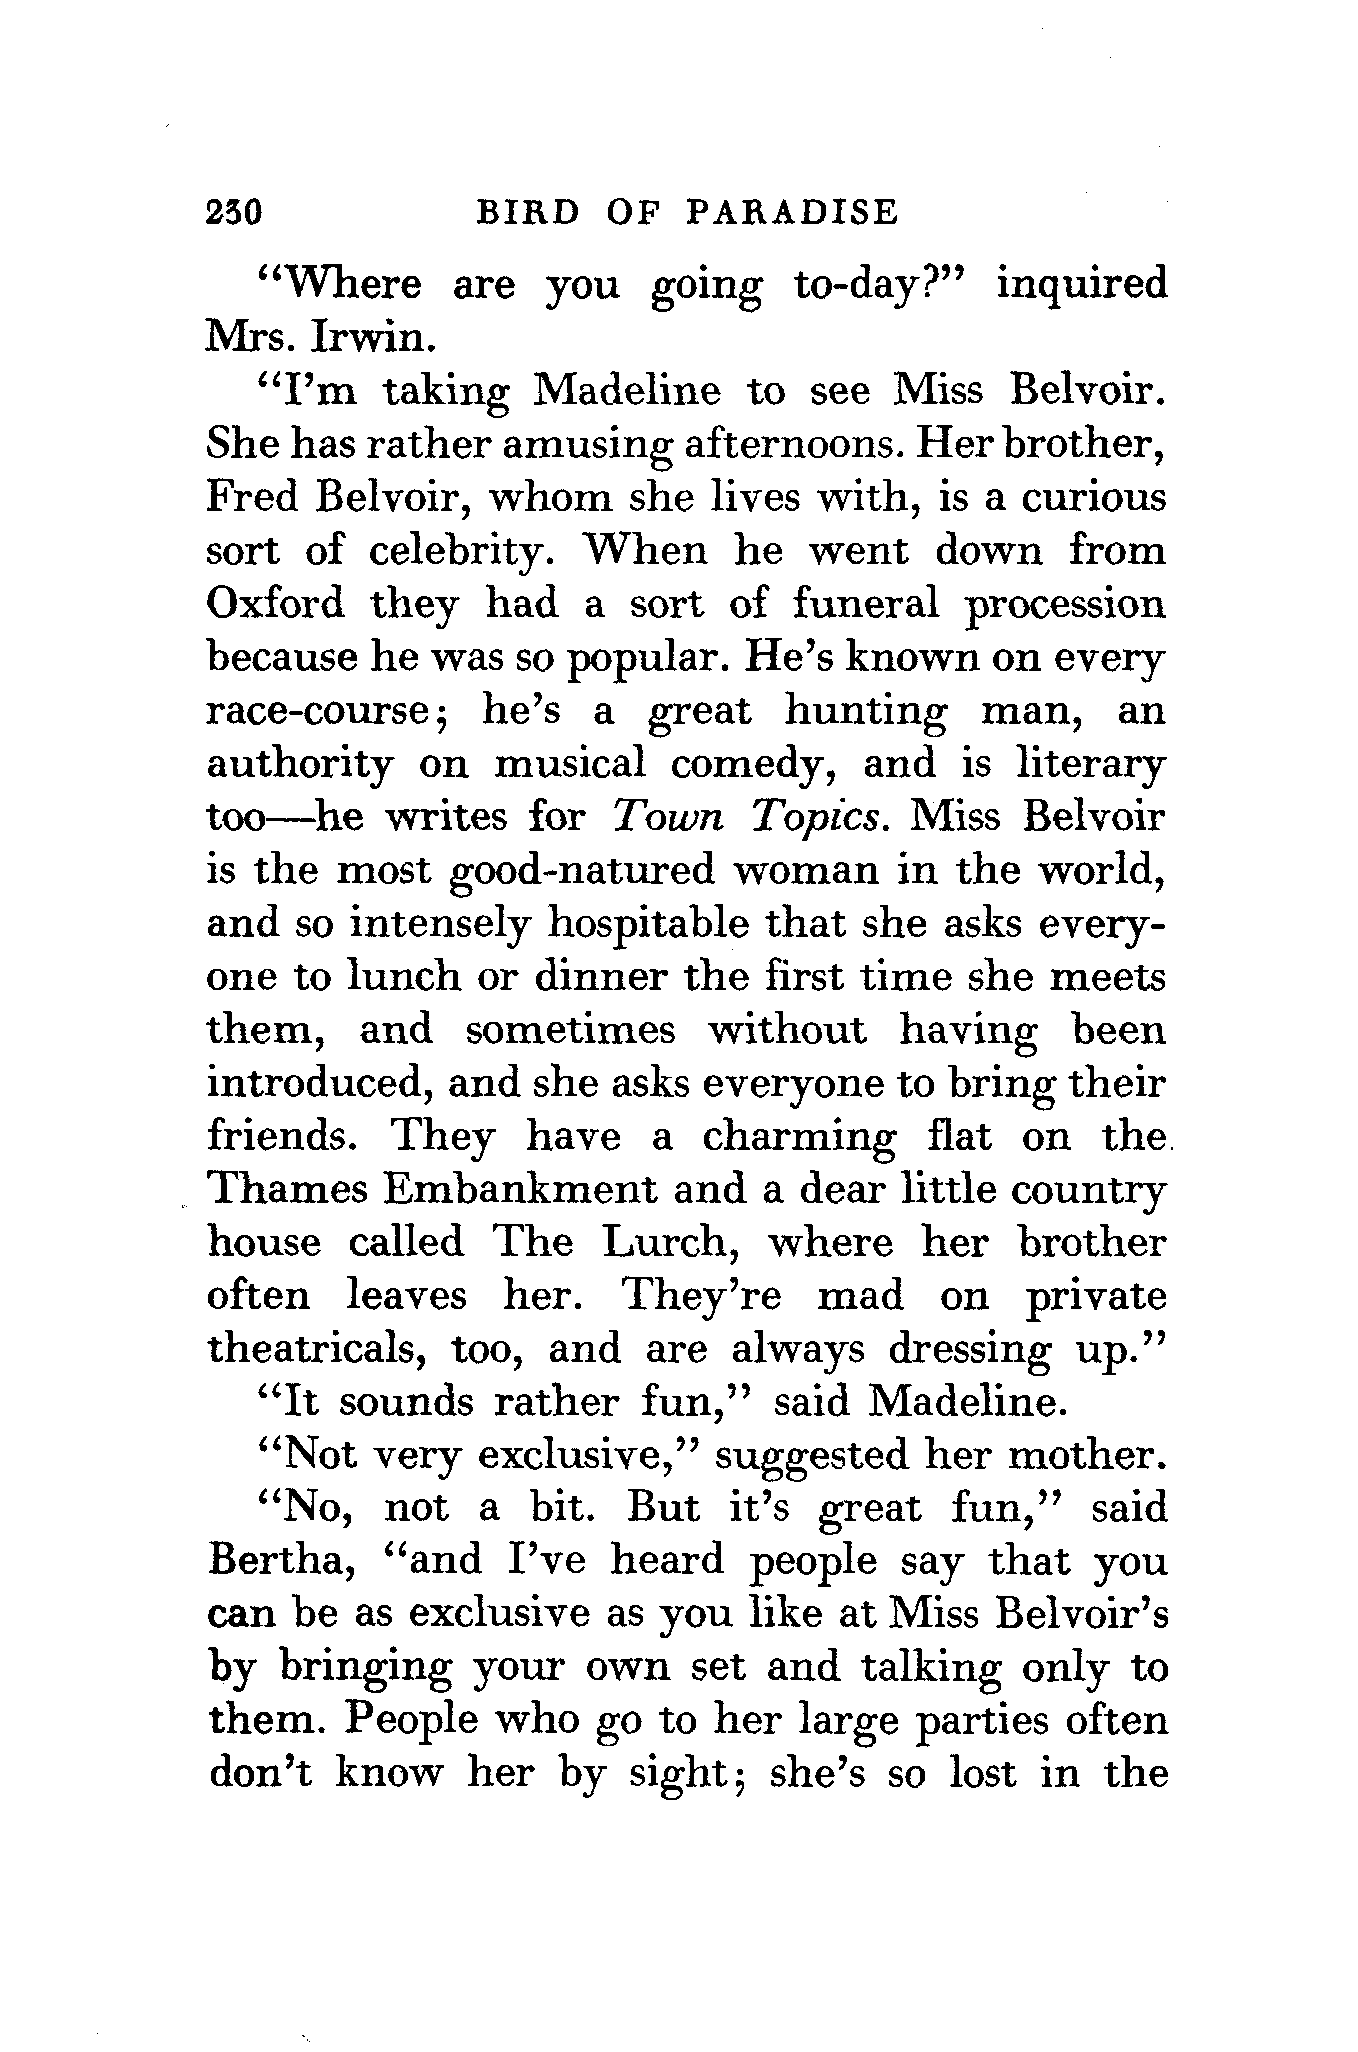 230 BIRD OF PARADISE
“Where are you going to-day?” inquired
Mrs. Irwin.
“I’m taking Madeline to see Miss Belvoir.
She has rather amusing afternoons. Her brother,
Fred Belvoir, whom she lives with, is a curious
sort of celebrity. When he went down from
Oxford they had a sort of funeral procession
because he was so popular. He’s known on every
race-course; he’s a great hunting man, an
authority on musical comedy, and is literary
too—he writes for Town Topics. Miss Belvoir
is the most good-natured woman in the world,
and so intensely hospitable that she asks every-
one to lunch or dinner the first time she meets
them, and sometimes without having been
introduced, and she asks everyone to bring their
friends. They have a charming flat on the
Thames Embankment and a dear little country
house called The Lurch, where her brother
often leaves her. They’re mad on private
theatricals, too, and are always dressing up.”
“It sounds rather fun,” said Madeline.
“Not very exclusive,” suggested her mother.
“No, not a bit. But it’s great fun,” said
Bertha, “and I’ve heard people say that you
can be as exclusive as you like at Miss Belvoir’s
by bringing your own set and talking only to
them. People who go to her large parties often
don’t know her by sight; she’s so lost in the